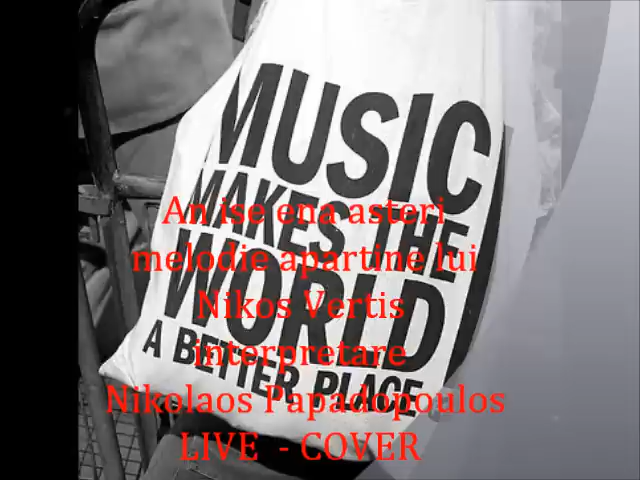 MUSIC
MAKES THE
WORLD
A BETTER PLACE
An ise ena asteri
melodie apartine lui
Nikos Vertis
interpretare
Nikolaos Papadopoulos
LIVE - COVER